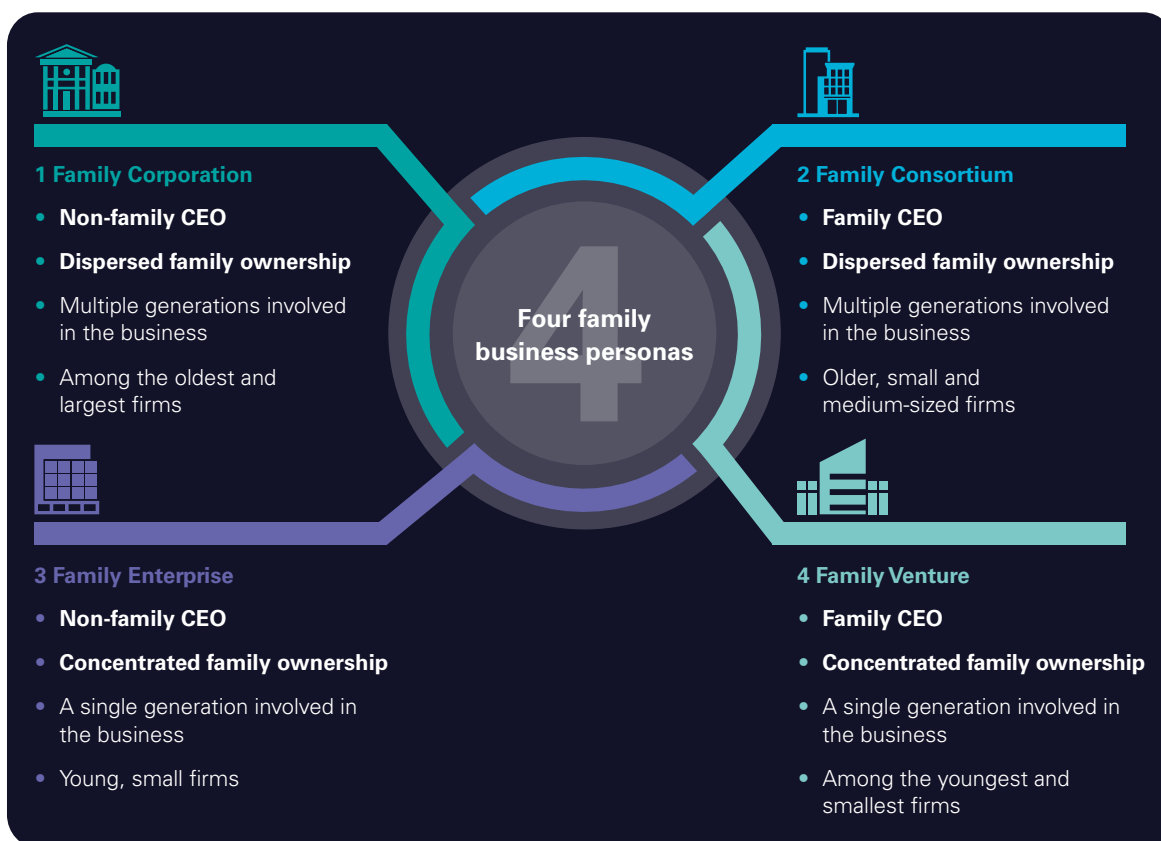 1 Family Corporation
• Non-family CEO
• Dispersed family ownership
• Multiple generations involved
in the business
• Among the oldest and
largest firms
2 Family Consortium
• Family CEO
• Dispersed family ownership
• Multiple generations involved
in the business
• Older, small and
medium-sized firms
4
Four family
business personas
3 Family Enterprise
• Non-family CEO
• Concentrated family ownership
• A single generation involved in
the business
• Young, small firms
4 Family Venture
• Family CEO
• Concentrated family ownership
• A single generation involved in
the business
• Among the youngest and
smallest firms